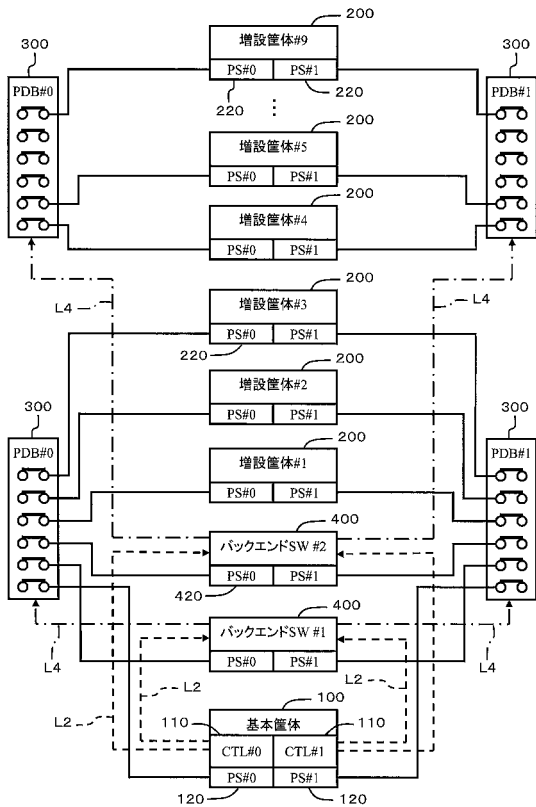 200
増設筐体#9
PS#0 PS#1
220 220
300
PDB#0
300
PDB#1
⋮
200
増設筐体#5
PS#0 PS#1
200
増設筐体#4
PS#0 PS#1
L4
L4
200
増設筐体#3
PS#0 PS#1
220
200
増設筐体#2
PS#0 PS#1
300
PDB#0
300
PDB#1
200
増設筐体#1
PS#0 PS#1
400
バックエンドSW #2
PS#0 PS#1
420
400
バックエンドSW #1
PS#0 PS#1
L4
L4
L2
L2
L2
100
基本筐体
110 110
CTL#0 CTL#1
PS#0 PS#1
120 120